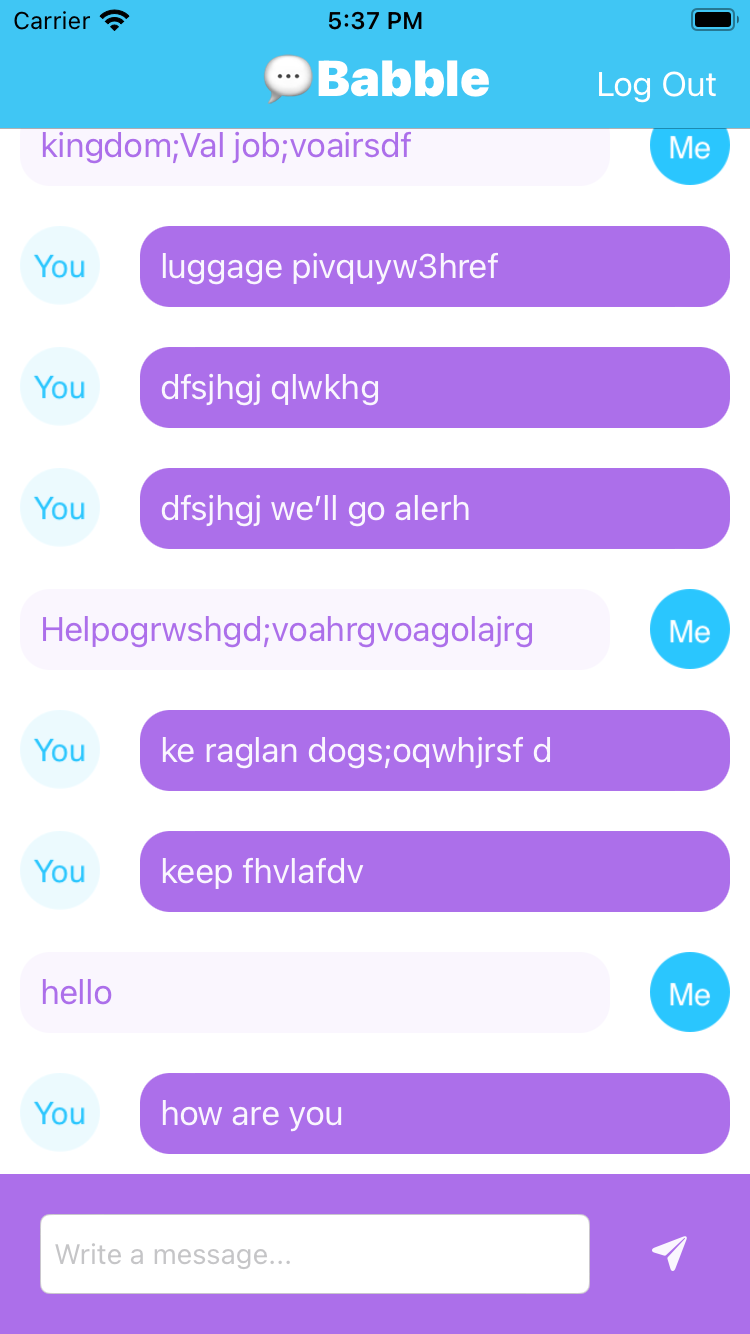 Carrier 5:37 PM
💬Babble Log Out
kingdom;Val job;voairsdf Me
You luggage pivquyw3href
You dfsjhgj qlwkhg
You dfsjhgj we’ll go alerh
Helpogrwshgd;voahrgvoagolajrg Me
You ke raglan dogs;oqwhjrsf d
You keep fhvlafdv
hello Me
You how are you
Write a message...